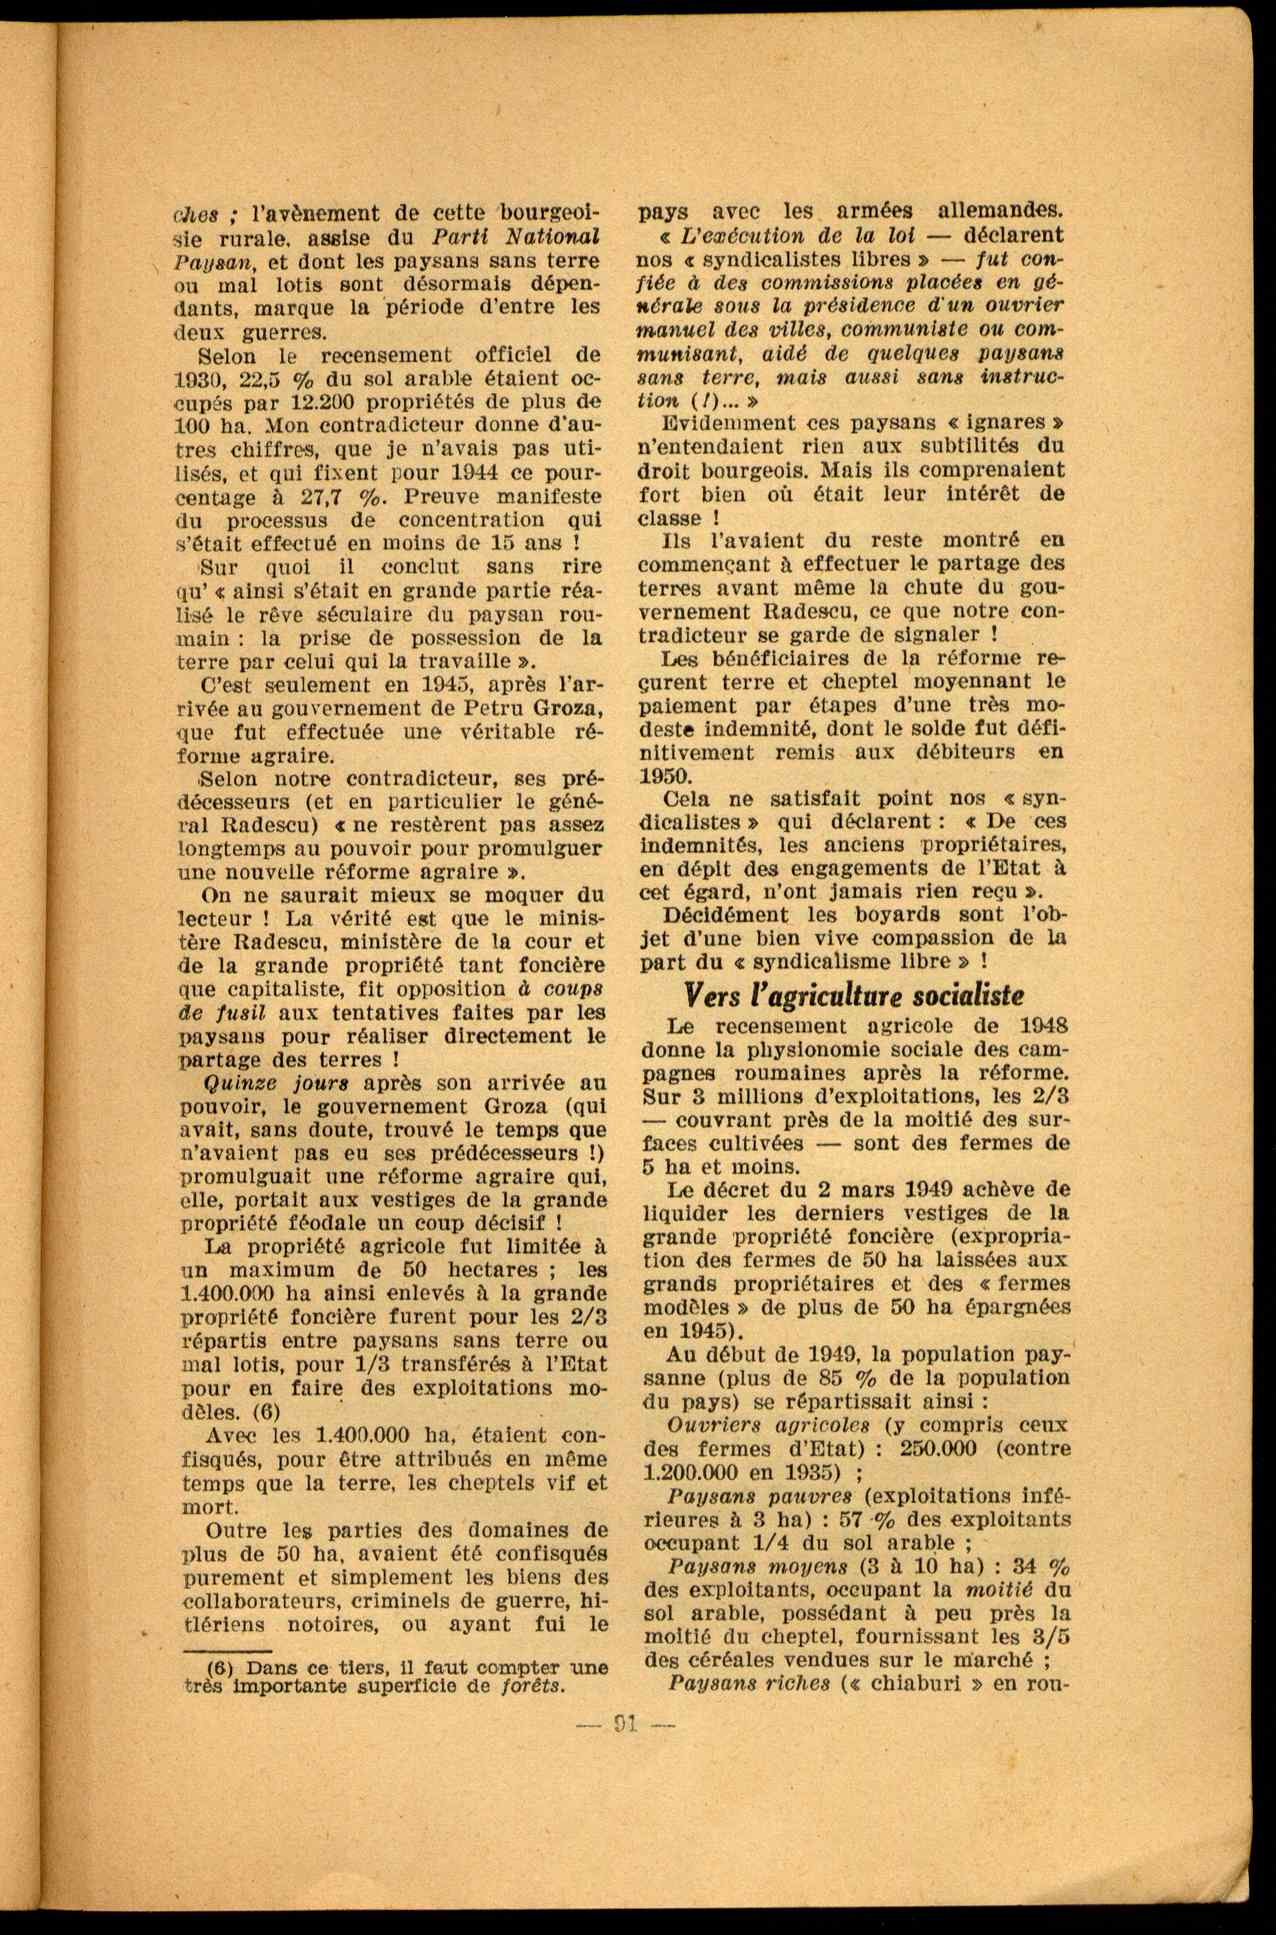 ches ; l'avènement de cette bourgeoi-
sie rurale, assise du Parti National
Paysan, et dont les paysans sans terre
ou mal lotis sont désormais dépen-
dants, marque la période d'entre les
deux guerres.
Selon le recensement officiel de
1930, 22,5 % du sol arable étaient oc-
cupés par 12.200 propriétés de plus de
100 ha. Mon contradicteur donne d'au-
tres chiffres, que je n'avais pas uti-
lisés, et qui fixent pour 1944 ce pour-
centage à 27,7 %. Preuve manifeste
du processus de concentration qui
s'était effectué en moins de 15 ans !
Sur quoi il conclut sans rire
qu' « ainsi s'était en grande partie réa-
lisé le rêve séculaire du paysan rou-
main : la prise de possession de la
terre par celui qui la travaille ».
C'est seulement en 1945, après l'ar-
rivée au gouvernement de Petru Groza,
que fut effectuée une véritable ré-
forme agraire.
Selon notre contradicteur, ses pré-
décesseurs (et en particulier le géné-
ral Radescu) « ne restèrent pas assez
longtemps au pouvoir pour promulguer
une nouvelle réforme agraire ».
On ne saurait mieux se moquer du
lecteur ! La vérité est que le minis-
tère Radescu, ministère de la cour et
de la grande propriété tant foncière
que capitaliste, fit opposition à coups
de fusil aux tentatives faites par les
paysans pour réaliser directement le
partage des terres !
Quinze jours après son arrivée au
pouvoir, le gouvernement Groza (qui
avait, sans doute, trouvé le temps que
n'avaient pas eu ses prédécesseurs !)
promulguait une réforme agraire qui,
elle, portait aux vestiges de la grande
propriété féodale un coup décisif !
La propriété agricole fut limitée à
un maximum de 50 hectares ; les
1.400.000 ha ainsi enlevés à la grande
propriété foncière furent pour les 2/3
répartis entre paysans sans terre ou
mal lotis, pour 1/3 transférés à l'Etat
pour en faire des exploitations mo-
dèles. (6)
Avec les 1.400.000 ha, étaient con-
fisqués, pour être attribués en même
temps que la terre, les cheptels vif et
mort.
Outre les parties des domaines de
plus de 50 ha, avaient été confisqués
purement et simplement les biens des
collaborateurs, criminels de guerre, hi-
tlériens notoires, ou ayant fui le
(6) Dans ce tiers, il faut compter une
très importante superficie de forêts.
pays avec les armées allemandes.
« L'exécution de la loi — déclarent
nos « syndicalistes libres » — fut con-
fiée à des commissions placées en gé-
nérale sous la présidence d'un ouvrier
manuel des villes, communiste ou com-
munisant, aidé de quelques paysans
sans terre, mais aussi sans instruc-
tion (!)... »
Evidemment ces paysans « ignares »
n'entendaient rien aux subtilités du
droit bourgeois. Mais ils comprenaient
fort bien où était leur intérêt de
classe !
Ils l'avaient du reste montré en
commençant à effectuer le partage des
terres avant même la chute du gou-
vernement Radescu, ce que notre con-
tradicteur se garde de signaler !
Les bénéficiaires de la réforme re-
çurent terre et cheptel moyennant le
paiement par étapes d'une très mo-
deste indemnité, dont le solde fut défi-
nitivement remis aux débiteurs en
1950.
Cela ne satisfait point nos « syn-
dicalistes » qui déclarent : « De ces
indemnités, les anciens propriétaires,
en dépit des engagements de l'Etat à
cet égard, n'ont jamais rien reçu ».
Décidément les boyards sont l'ob-
jet d'une bien vive compassion de la
part du « syndicalisme libre » !
Vers l'agriculture socialiste
Le recensement agricole de 1948
donne la physionomie sociale des cam-
pagnes roumaines après la réforme.
Sur 3 millions d'exploitations, les 2/3
— couvrant près de la moitié des sur-
faces cultivées — sont des fermes de
5 ha et moins.
Le décret du 2 mars 1949 achève de
liquider les derniers vestiges de la
grande propriété foncière (expropria-
tion des fermes de 50 ha laissées aux
grands propriétaires et des « fermes
modèles » de plus de 50 ha épargnées
en 1945).
Au début de 1949, la population pay-
sanne (plus de 85 % de la population
du pays) se répartissait ainsi :
Ouvriers agricoles (y compris ceux
des fermes d'Etat) : 250.000 (contre
1.200.000 en 1935) ;
Paysans pauvres (exploitations infé-
rieures à 3 ha) : 57 % des exploitants
occupant 1/4 du sol arable ;
Paysans moyens (3 à 10 ha) : 34 %
des exploitants, occupant la moitié du
sol arable, possédant à peu près la
moitié du cheptel, fournissant les 3/5
des céréales vendues sur le marché ;
Paysans riches (« chiaburi » en rou-
— 91 —